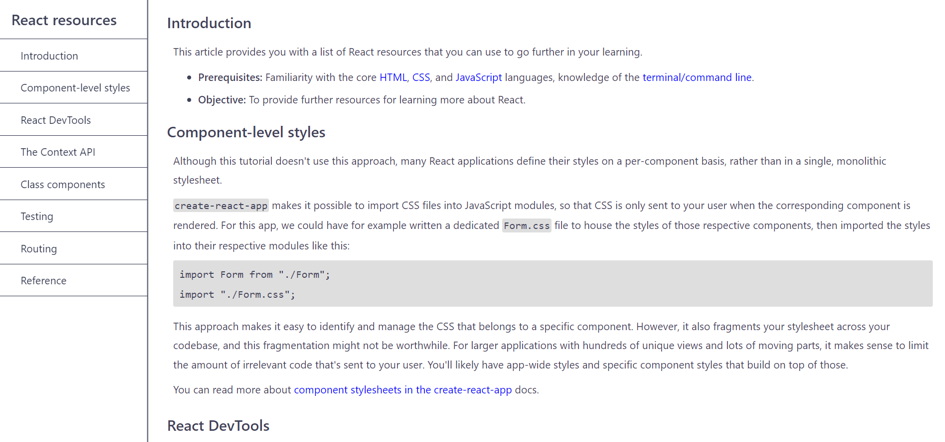 React resources
Introduction
Component-level styles
React DevTools
The Context API
Class components
Testing
Routing
Reference
Introduction
This article provides you with a list of React resources that you can use to go further in your learning.
• Prerequisites: Familiarity with the core HTML, CSS, and JavaScript languages, knowledge of the terminal/command line.
• Objective: To provide further resources for learning more about React.
Component-level styles
Although this tutorial doesn't use this approach, many React applications define their styles on a per-component basis, rather than in a single, monolithic
stylesheet.
create-react-app makes it possible to import CSS files into JavaScript modules, so that CSS is only sent to your user when the corresponding component is
rendered. For this app, we could have for example written a dedicated Form.css file to house the styles of those respective components, then imported the styles
into their respective modules like this:
import Form from "./Form";
import "./Form.css";
This approach makes it easy to identify and manage the CSS that belongs to a specific component. However, it also fragments your stylesheet across your
codebase, and this fragmentation might not be worthwhile. For larger applications with hundreds of unique views and lots of moving parts, it makes sense to limit
the amount of irrelevant code that's sent to your user. You'll likely have app-wide styles and specific component styles that build on top of those.
You can read more about component stylesheets in the create-react-app docs.
React DevTools